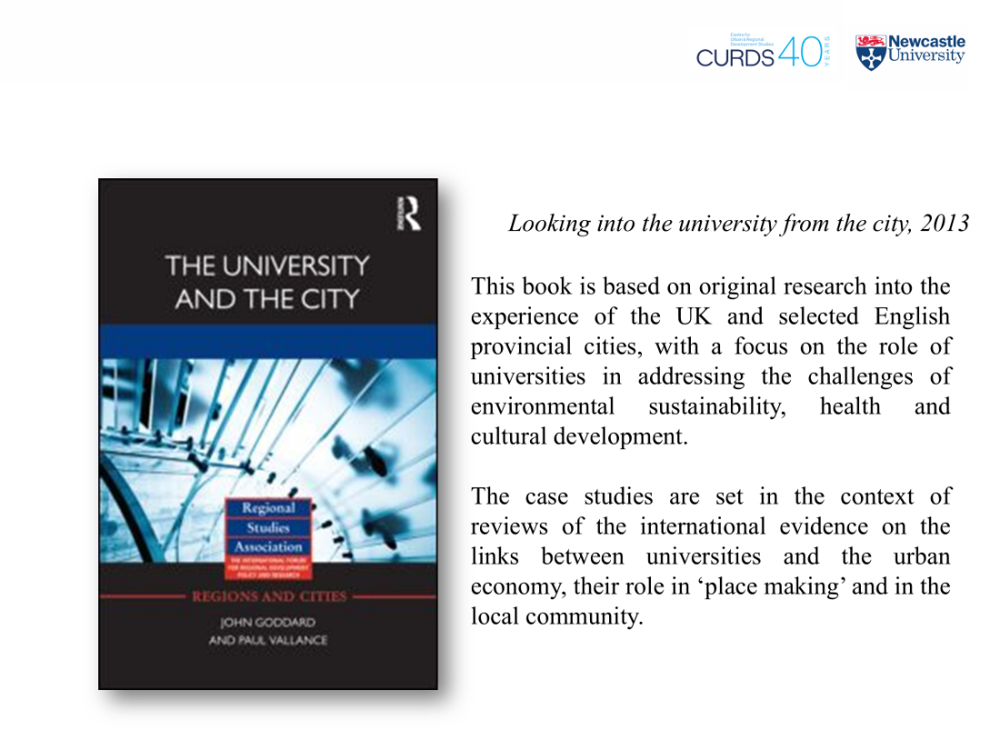 Centre for
Urban & Regional
Development Studies
CURDS 40 YEARS
Newcastle
University
ROUTLEDGE
THE UNIVERSITY
AND THE CITY
Regional
Studies
Association
THE INTERNATIONAL FORUM
FOR REGIONAL DEVELOPMENT
POLICY AND RESEARCH
REGIONS AND CITIES
JOHN GODDARD
AND PAUL VALLANCE
Looking into the university from the city, 2013
This book is based on original research into the
experience of the UK and selected English
provincial cities, with a focus on the role of
universities in addressing the challenges of
environmental sustainability, health and
cultural development.
The case studies are set in the context of
reviews of the international evidence on the
links between universities and the urban
economy, their role in ‘place making’ and in the
local community.